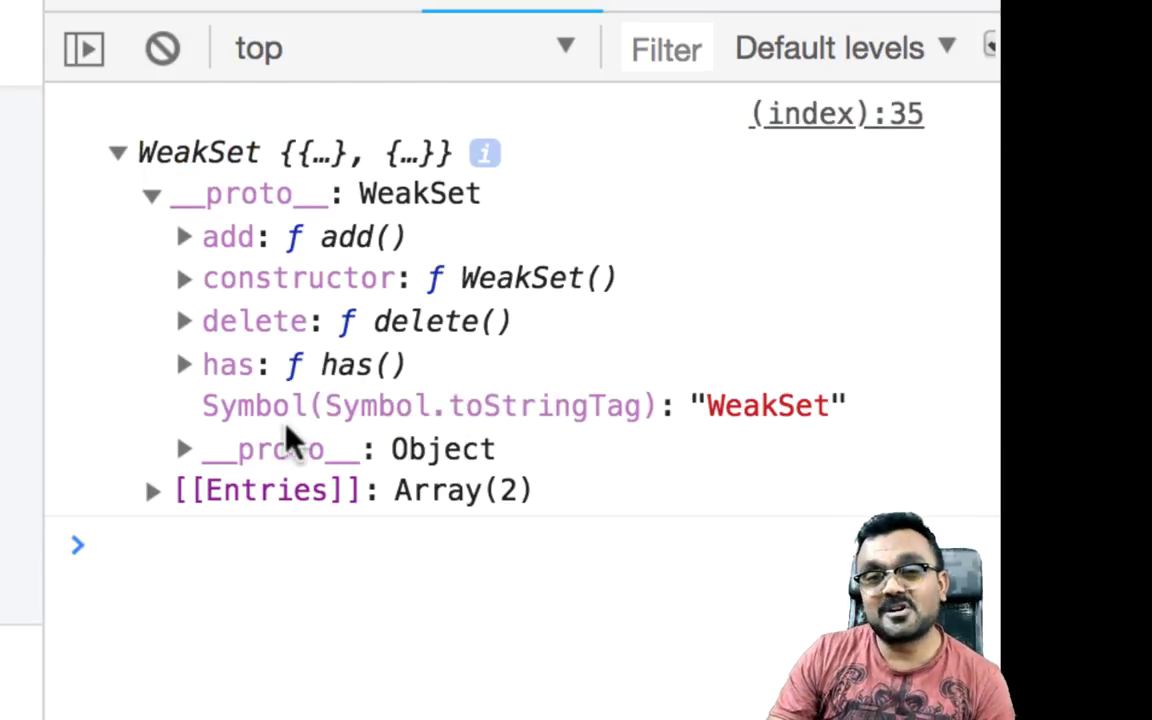 top Filter Default levels
(index):35
WeakSet {{…}, {…}} i
__proto__: WeakSet
add: ƒ add()
constructor: ƒ WeakSet()
delete: ƒ delete()
has: ƒ has()
Symbol(Symbol.toStringTag): "WeakSet"
__proto__: Object
[[Entries]]: Array(2)